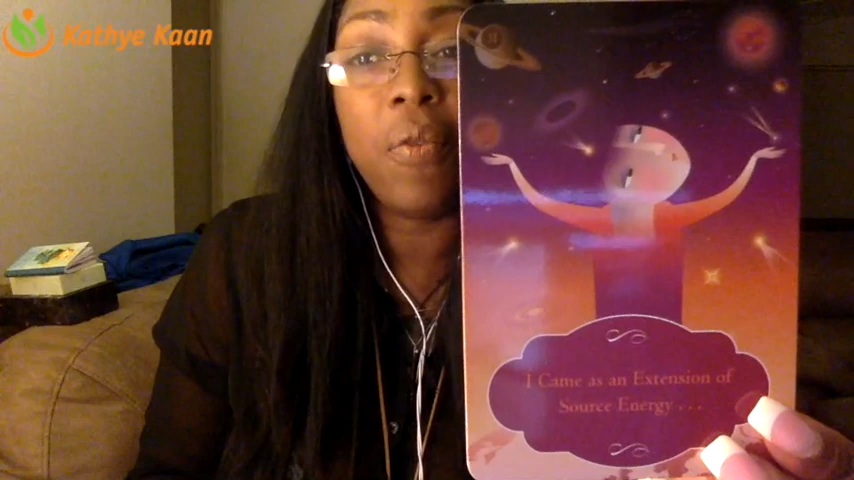 Kathye Kaan
I Came as an Extension of
Source Energy . . .